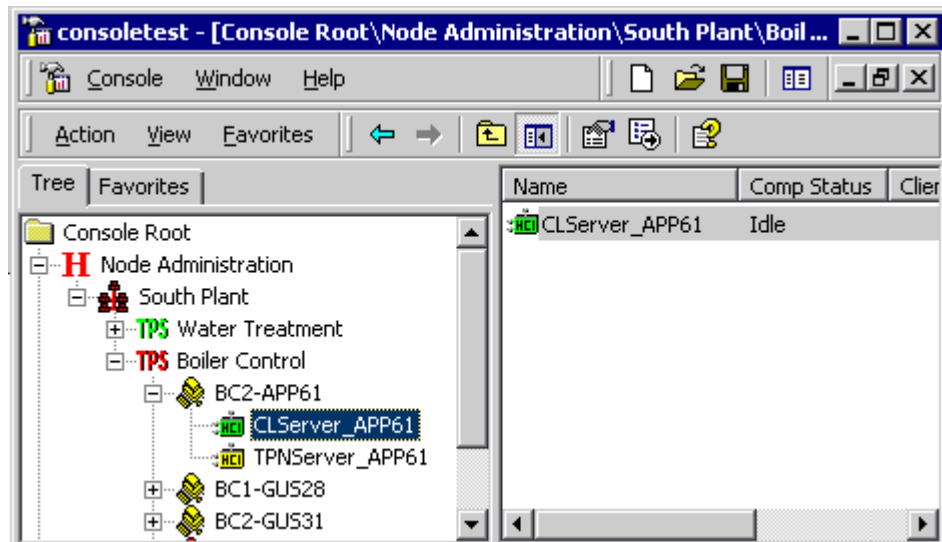 consoletest - [Console Root\Node Administration\South Plant\Boil ...
Console Window Help
Action View Favorites
Tree Favorites
Name Comp Status Clier
Console Root
HCI CLServer_APP61 Idle
H Node Administration
South Plant
TPS Water Treatment
TPS Boiler Control
BC2-APP61
HCI CLServer_APP61
HCI TPNServer_APP61
BC1-GUS28
BC2-GUS31